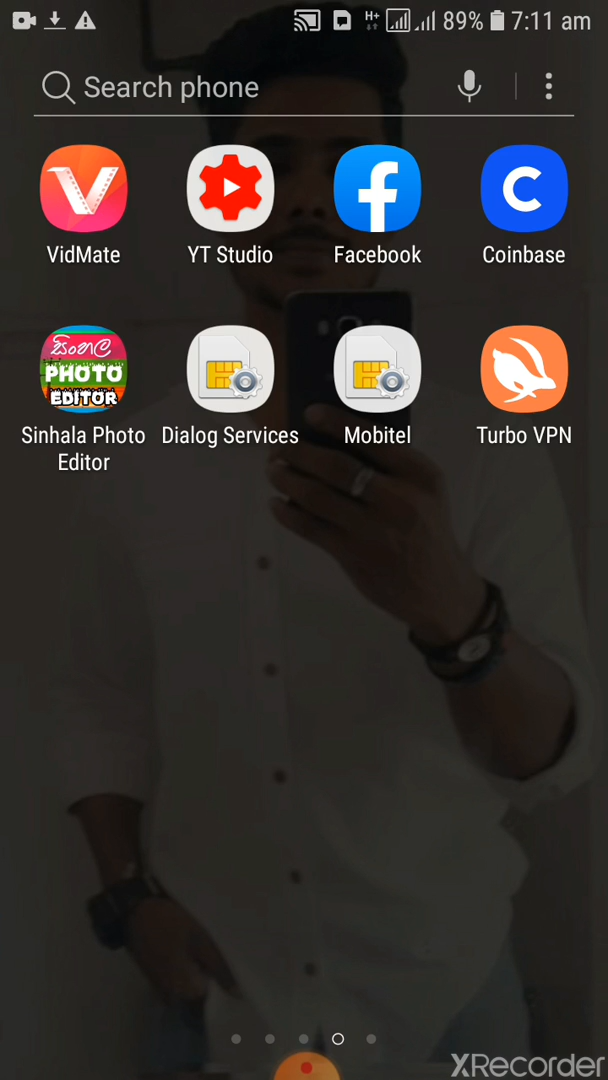 H+ 89% 7:11 am
Search phone
VidMate
YT Studio
Facebook
Coinbase
සිංහල
PHOTO
EDITOR
Sinhala Photo
Editor
Dialog Services
Mobitel
Turbo VPN
XRecorder